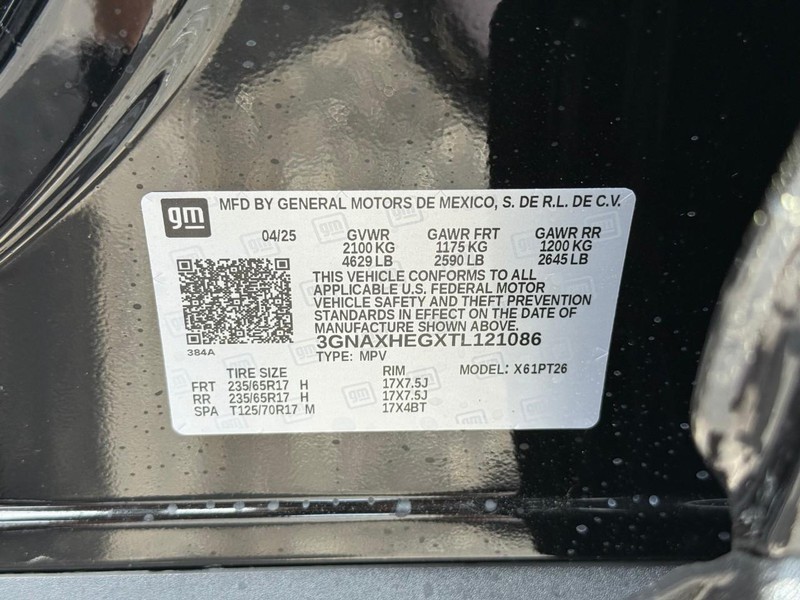 gm MFD BY GENERAL MOTORS DE MEXICO, S. DE R.L. DE C.V.
04/25 GVWR GAWR FRT GAWR RR
2100 KG 1175 KG 1200 KG
4629 LB 2590 LB 2645 LB
THIS VEHICLE CONFORMS TO ALL
APPLICABLE U.S. FEDERAL MOTOR
VEHICLE SAFETY AND THEFT PREVENTION
STANDARDS IN EFFECT ON THE DATE OF
MANUFACTURE SHOWN ABOVE.
384A
3GNAXHEGXTL121086
TYPE: MPV
TIRE SIZE RIM MODEL: X61PT26
FRT 235/65R17 H 17X7.5J
RR 235/65R17 H 17X7.5J
SPA T125/70R17 M 17X4BT